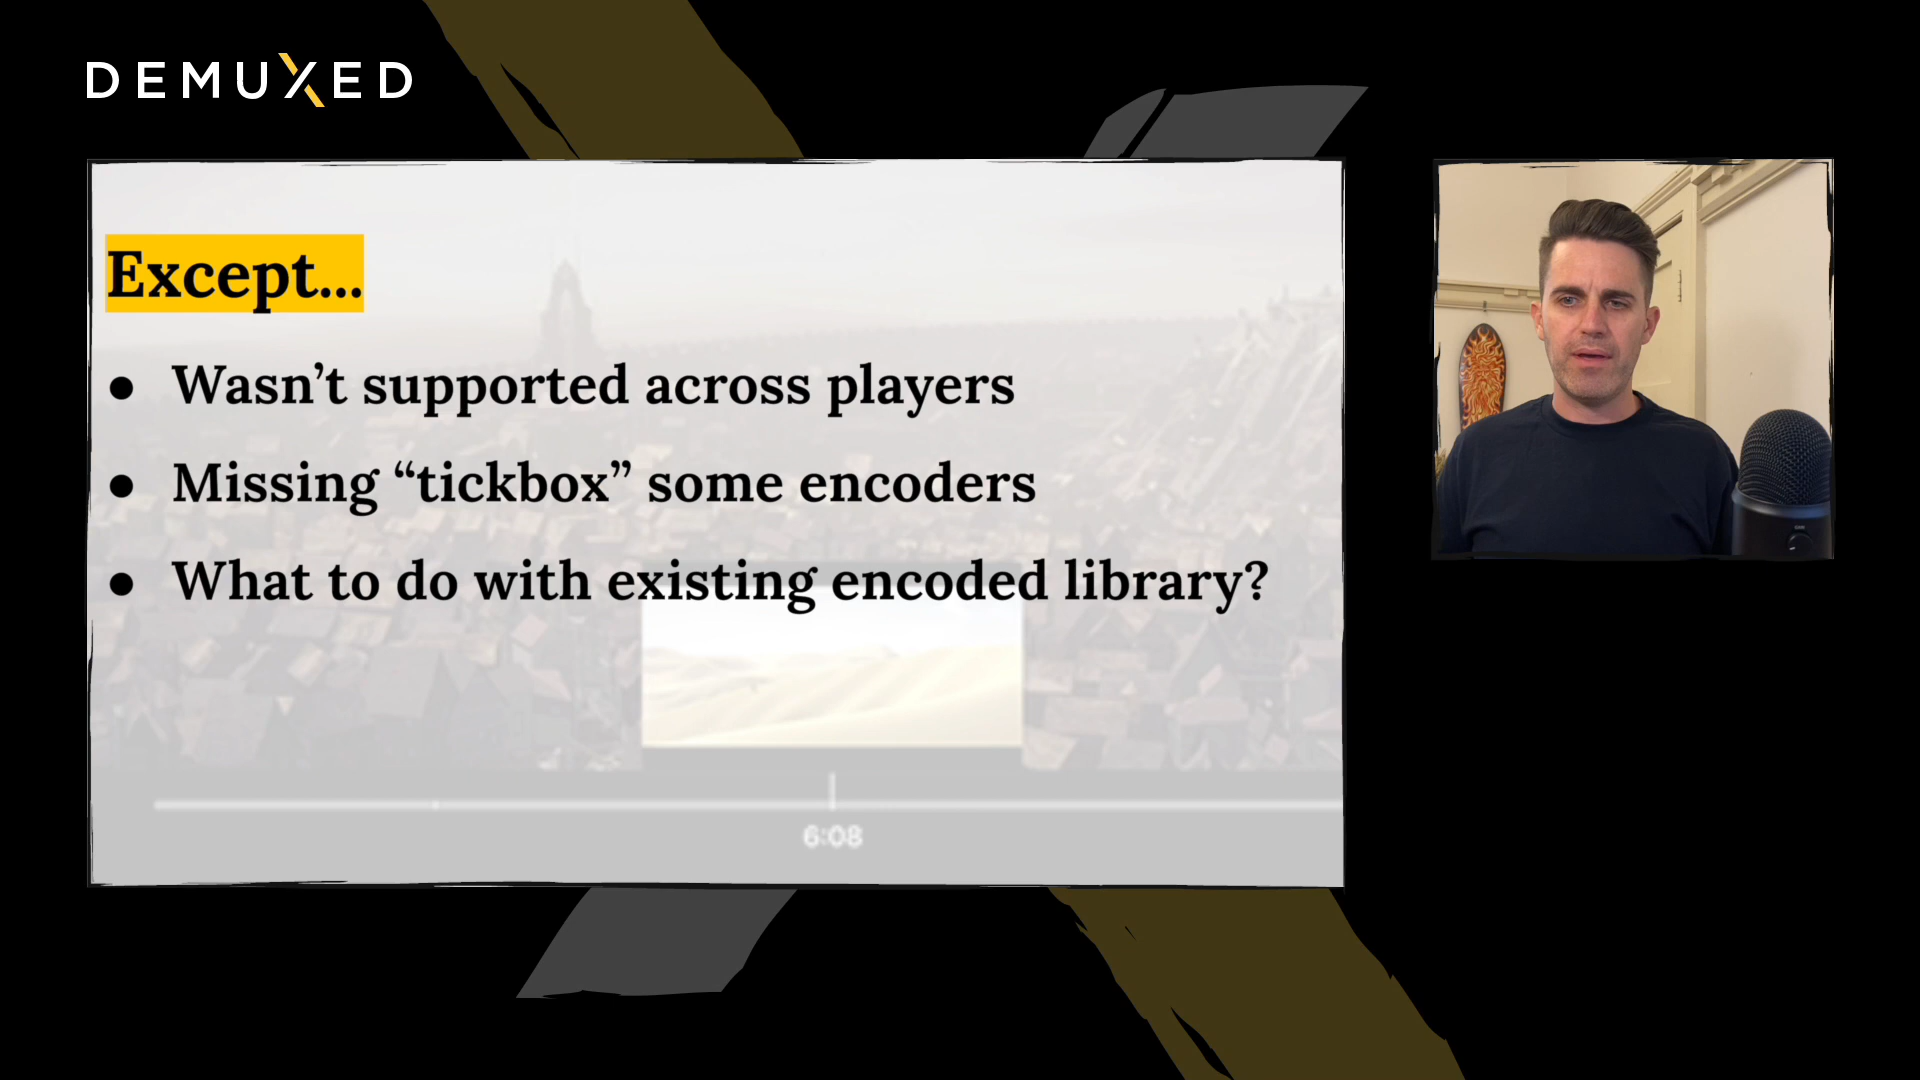 DEMUXED
Except...
● Wasn’t supported across players
● Missing “tickbox” some encoders
● What to do with existing encoded library?
6:08